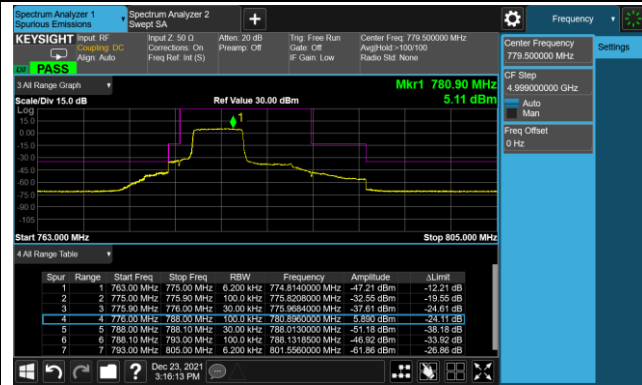 Spectrum Analyzer 1
Spurious Emissions
Spectrum Analyzer 2
Swept SA
Frequency
KEYSIGHT
Input: RF
Coupling: DC
Align: Auto
Input Z: 50 Ω
Corrections: On
Freq Ref: Int (S)
Atten: 20 dB
Preamp: Off
Trig: Free Run
Gate: Off
IF Gain: Low
Center Freq: 779.500000 MHz
Avg|Hold:>100/100
Radio Std: None
PASS
Center Frequency
779.500000 MHz
Settings
CF Step
4.999000000 GHz
Auto
Man
Freq Offset
0 Hz
3 All Range Graph
Mkr1 780.90 MHz
5.11 dBm
Scale/Div 15.0 dB
Ref Value 30.00 dBm
Log
15.0
0.00
-15.0
-30.0
-45.0
-60.0
-75.0
-90.0
-105
1
Start 763.000 MHz
Stop 805.000 MHz
4 All Range Table
Spur Range Start Freq Stop Freq RBW Frequency Amplitude ΔLimit
1 1 763.00 MHz 775.00 MHz 6.200 kHz 774.8140000 MHz -47.21 dBm -12.21 dB
2 2 775.00 MHz 775.90 MHz 100.0 kHz 775.8208000 MHz -32.55 dBm -19.55 dB
3 3 775.90 MHz 776.00 MHz 30.00 kHz 775.9684000 MHz -37.61 dBm -24.61 dB
4 4 776.00 MHz 788.00 MHz 100.0 kHz 780.8960000 MHz 5.890 dBm -24.11 dB
5 5 788.00 MHz 788.10 MHz 30.00 kHz 788.0130000 MHz -51.18 dBm -38.18 dB
6 6 788.10 MHz 793.00 MHz 100.0 kHz 788.1318500 MHz -46.92 dBm -33.92 dB
7 7 793.00 MHz 805.00 MHz 6.200 kHz 801.5560000 MHz -61.86 dBm -26.86 dB
Dec 23, 2021
3:16:13 PM